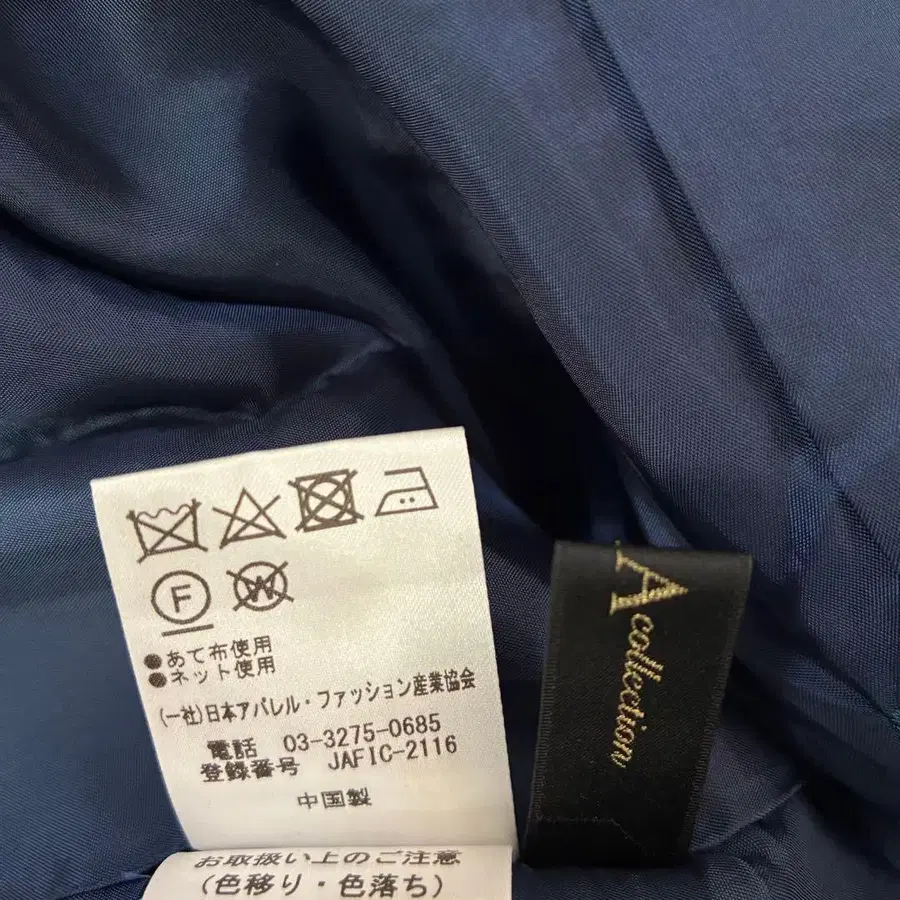 F W
●あて布使用
●ネット使用
(一社)日本アパレル・ファッション産業協会
電話 03-3275-0685
登録番号 JAFIC-2116
中国製
お取扱い上のご注意
(色移り・色落ち)
A collection